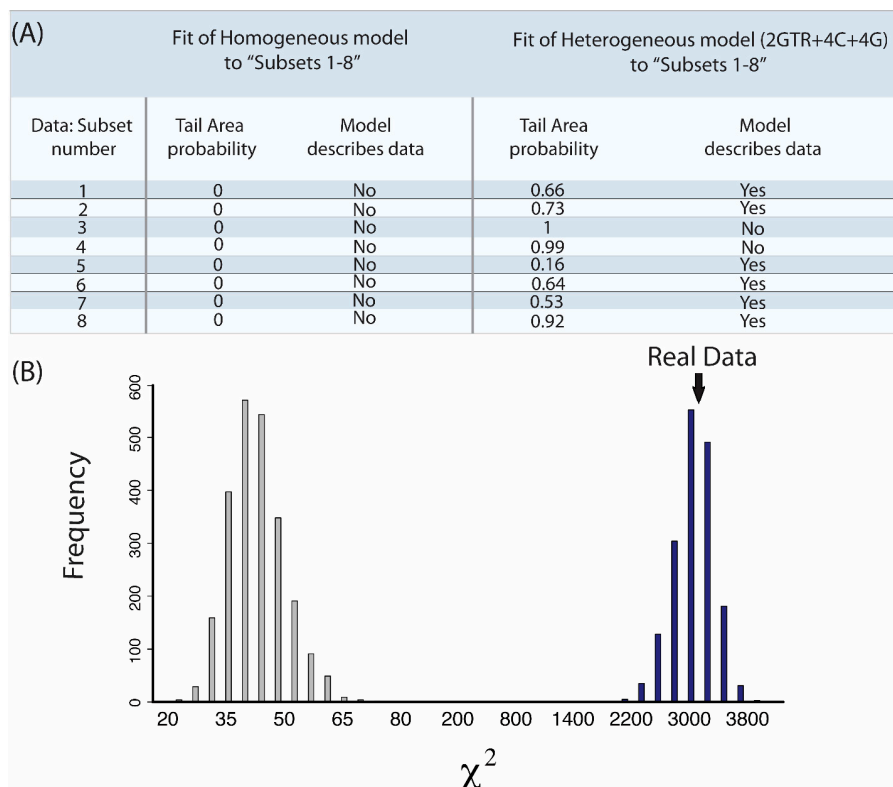 (A)
Fit of Homogeneous model
to “Subsets 1-8”
Fit of Heterogeneous model (2GTR+4C+4G)
to “Subsets 1-8”
Data: Subset number
Tail Area probability
Model describes data
Tail Area probability
Model describes data
1 0 No 0.66 Yes
2 0 No 0.73 Yes
3 0 No 1 No
4 0 No 0.99 No
5 0 No 0.16 Yes
6 0 No 0.64 Yes
7 0 No 0.53 Yes
8 0 No 0.92 Yes
(B)
Real Data
Frequency
600
500
400
300
200
100
0
20 35 50 65 80 200 800 1400 2200 3000 3800
χ²